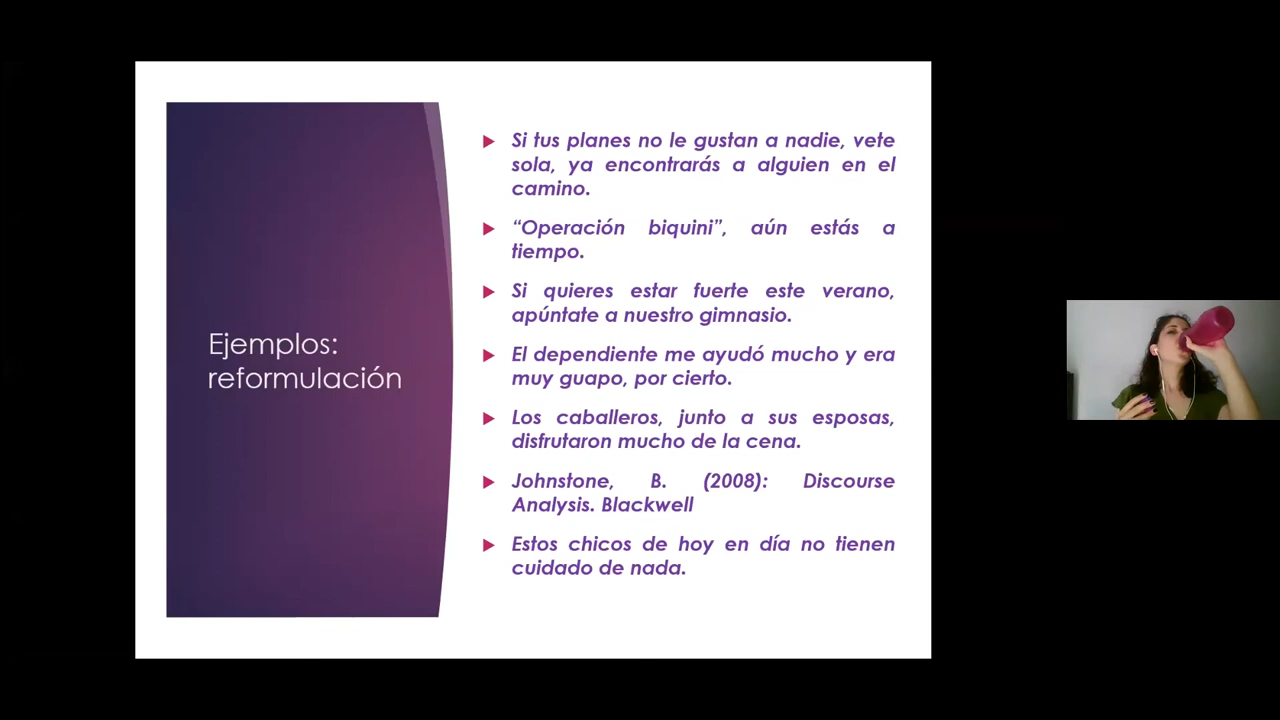 Ejemplos:
reformulación
Si tus planes no le gustan a nadie, vete
sola, ya encontrarás a alguien en el
camino.
“Operación biquini”, aún estás a
tiempo.
Si quieres estar fuerte este verano,
apúntate a nuestro gimnasio.
El dependiente me ayudó mucho y era
muy guapo, por cierto.
Los caballeros, junto a sus esposas,
disfrutaron mucho de la cena.
Johnstone, B. (2008): Discourse
Analysis. Blackwell
Estos chicos de hoy en día no tienen
cuidado de nada.